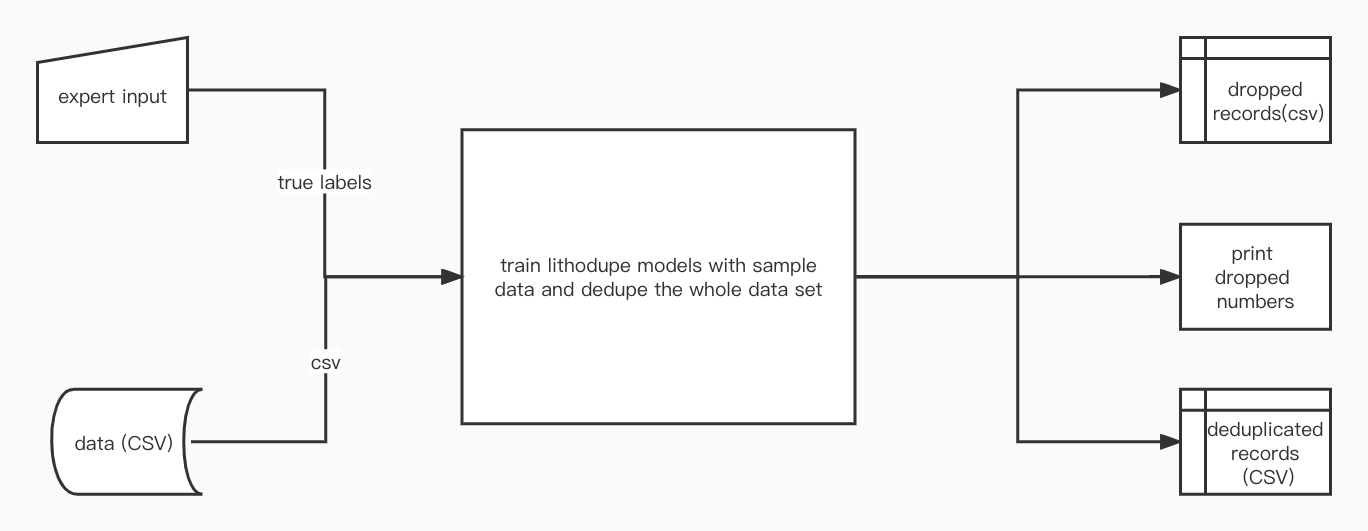 expert input
true labels
csv
data (CSV)
train lithodupe models with sample
data and dedupe the whole data set
dropped
records(csv)
print
dropped
numbers
deduplicated
records
(CSV)